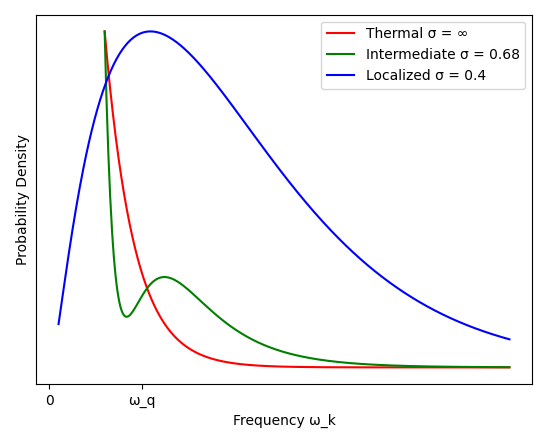 Thermal σ = ∞
Intermediate σ = 0.68
Localized σ = 0.4
Probability Density
0
ω_q
Frequency ω_k